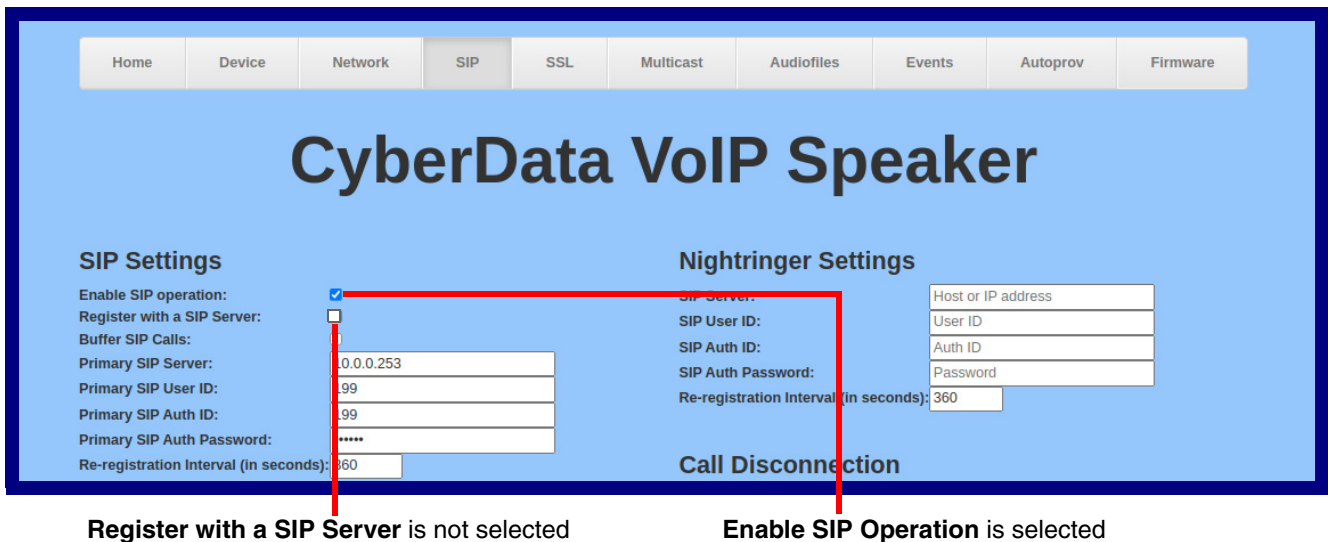 Home Device Network SIP SSL Multicast Audiofiles Events Autoprov Firmware
CyberData VoIP Speaker
SIP Settings
Enable SIP operation:
Register with a SIP Server:
Buffer SIP Calls:
Primary SIP Server: 10.0.0.253
Primary SIP User ID: 199
Primary SIP Auth ID: 199
Primary SIP Auth Password: ••••••
Re-registration Interval (in seconds): 360
Nightringer Settings
SIP Server: Host or IP address
SIP User ID: User ID
SIP Auth ID: Auth ID
SIP Auth Password: Password
Re-registration Interval (in seconds): 360
Call Disconnection
Register with a SIP Server is not selected
Enable SIP Operation is selected